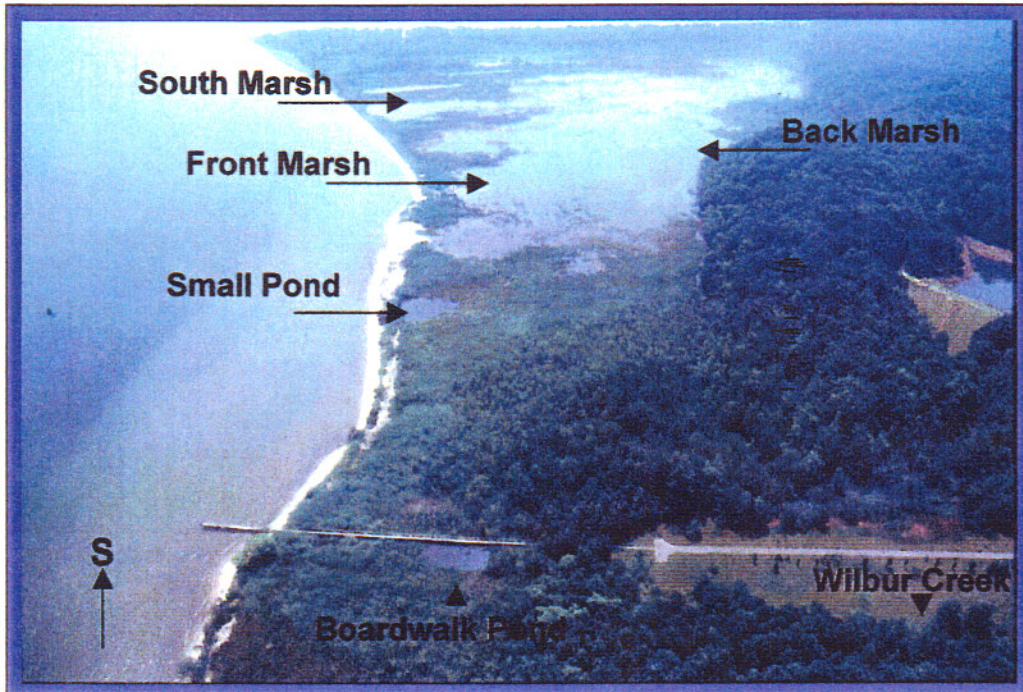 South Marsh
Back Marsh
Front Marsh
Small Pond
S
Wilbur Creek
Boardwalk Pond